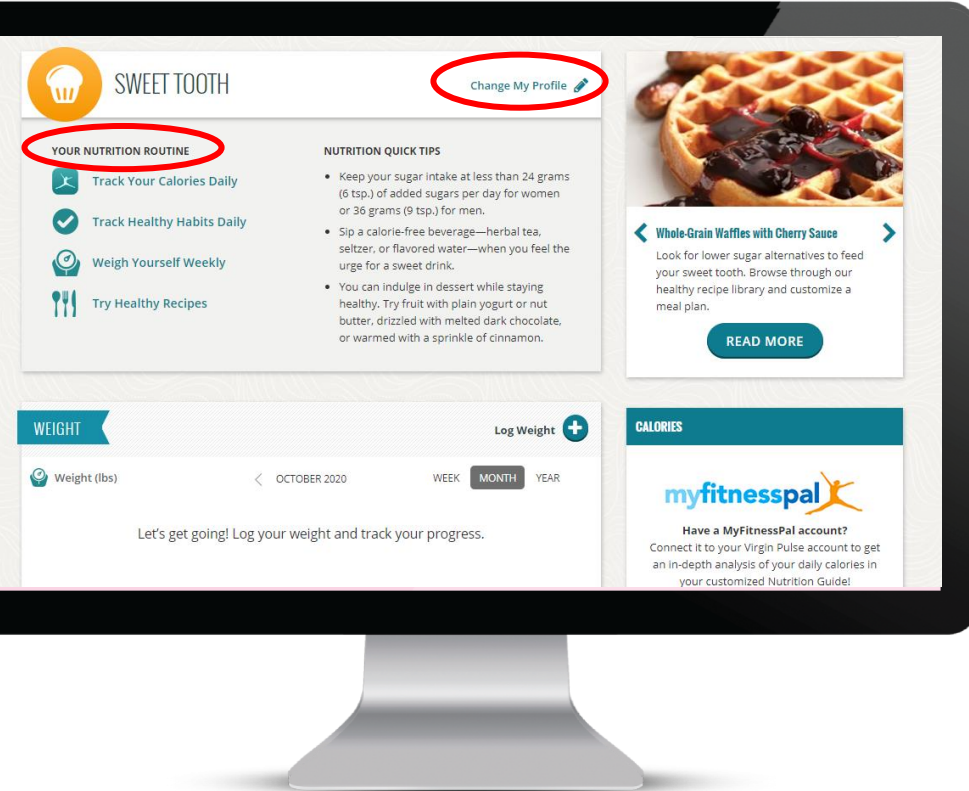 SWEET TOOTH
Change My Profile
YOUR NUTRITION ROUTINE
Track Your Calories Daily
Track Healthy Habits Daily
Weigh Yourself Weekly
Try Healthy Recipes
NUTRITION QUICK TIPS
• Keep your sugar intake at less than 24 grams
(6 tsp.) of added sugars per day for women
or 36 grams (9 tsp.) for men.
• Sip a calorie-free beverage—herbal tea,
seltzer, or flavored water—when you feel the
urge for a sweet drink.
• You can indulge in dessert while staying
healthy. Try fruit with plain yogurt or nut
butter, drizzled with melted dark chocolate,
or warmed with a sprinkle of cinnamon.
Whole-Grain Waffles with Cherry Sauce
Look for lower sugar alternatives to feed
your sweet tooth. Browse through our
healthy recipe library and customize a
meal plan.
READ MORE
WEIGHT
Log Weight
Weight (lbs)
OCTOBER 2020
WEEK MONTH YEAR
Let's get going! Log your weight and track your progress.
CALORIES
myfitnesspal
Have a MyFitnessPal account?
Connect it to your Virgin Pulse account to get
an in-depth analysis of your daily calories in
your customized Nutrition Guide!